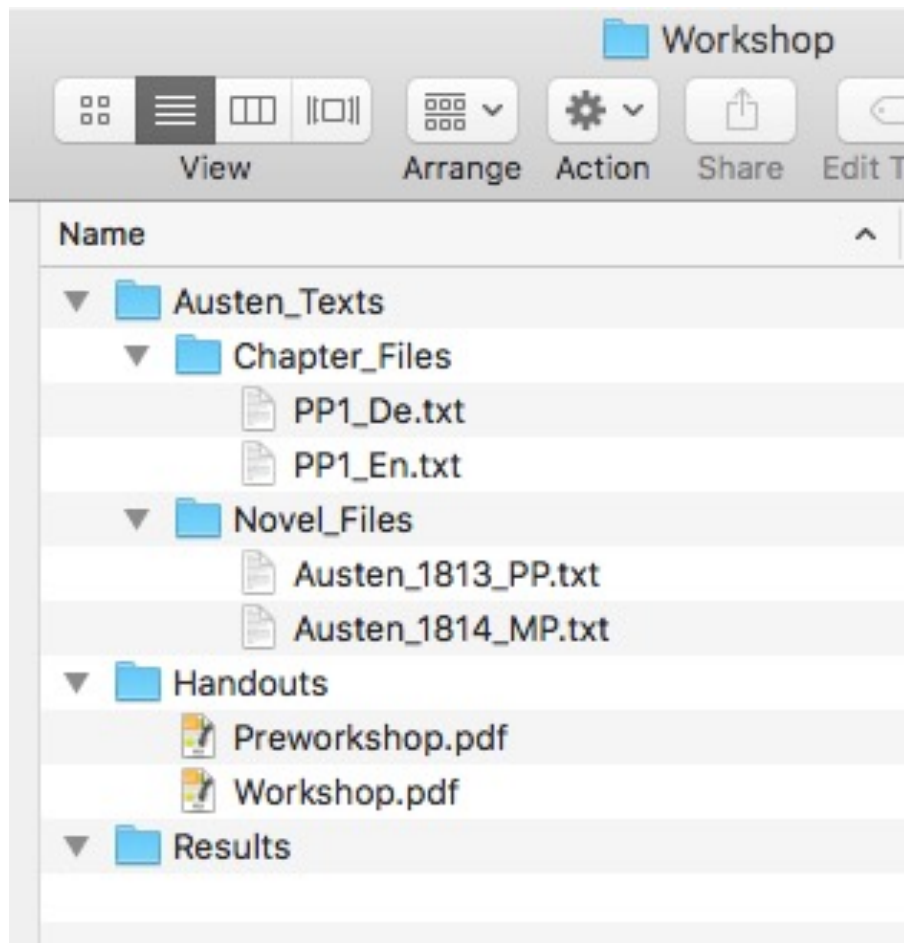 Workshop
View Arrange Action Share Edit T
Name
Austen_Texts
Chapter_Files
PP1_De.txt
PP1_En.txt
Novel_Files
Austen_1813_PP.txt
Austen_1814_MP.txt
Handouts
Preworkshop.pdf
Workshop.pdf
Results